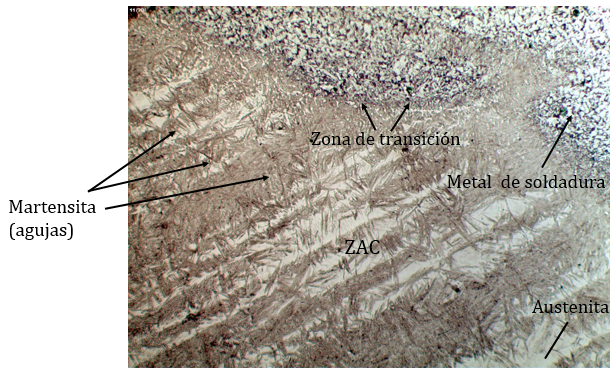 Zona de transición
Metal de soldadura
Martensita
(agujas)
ZAC
Austenita